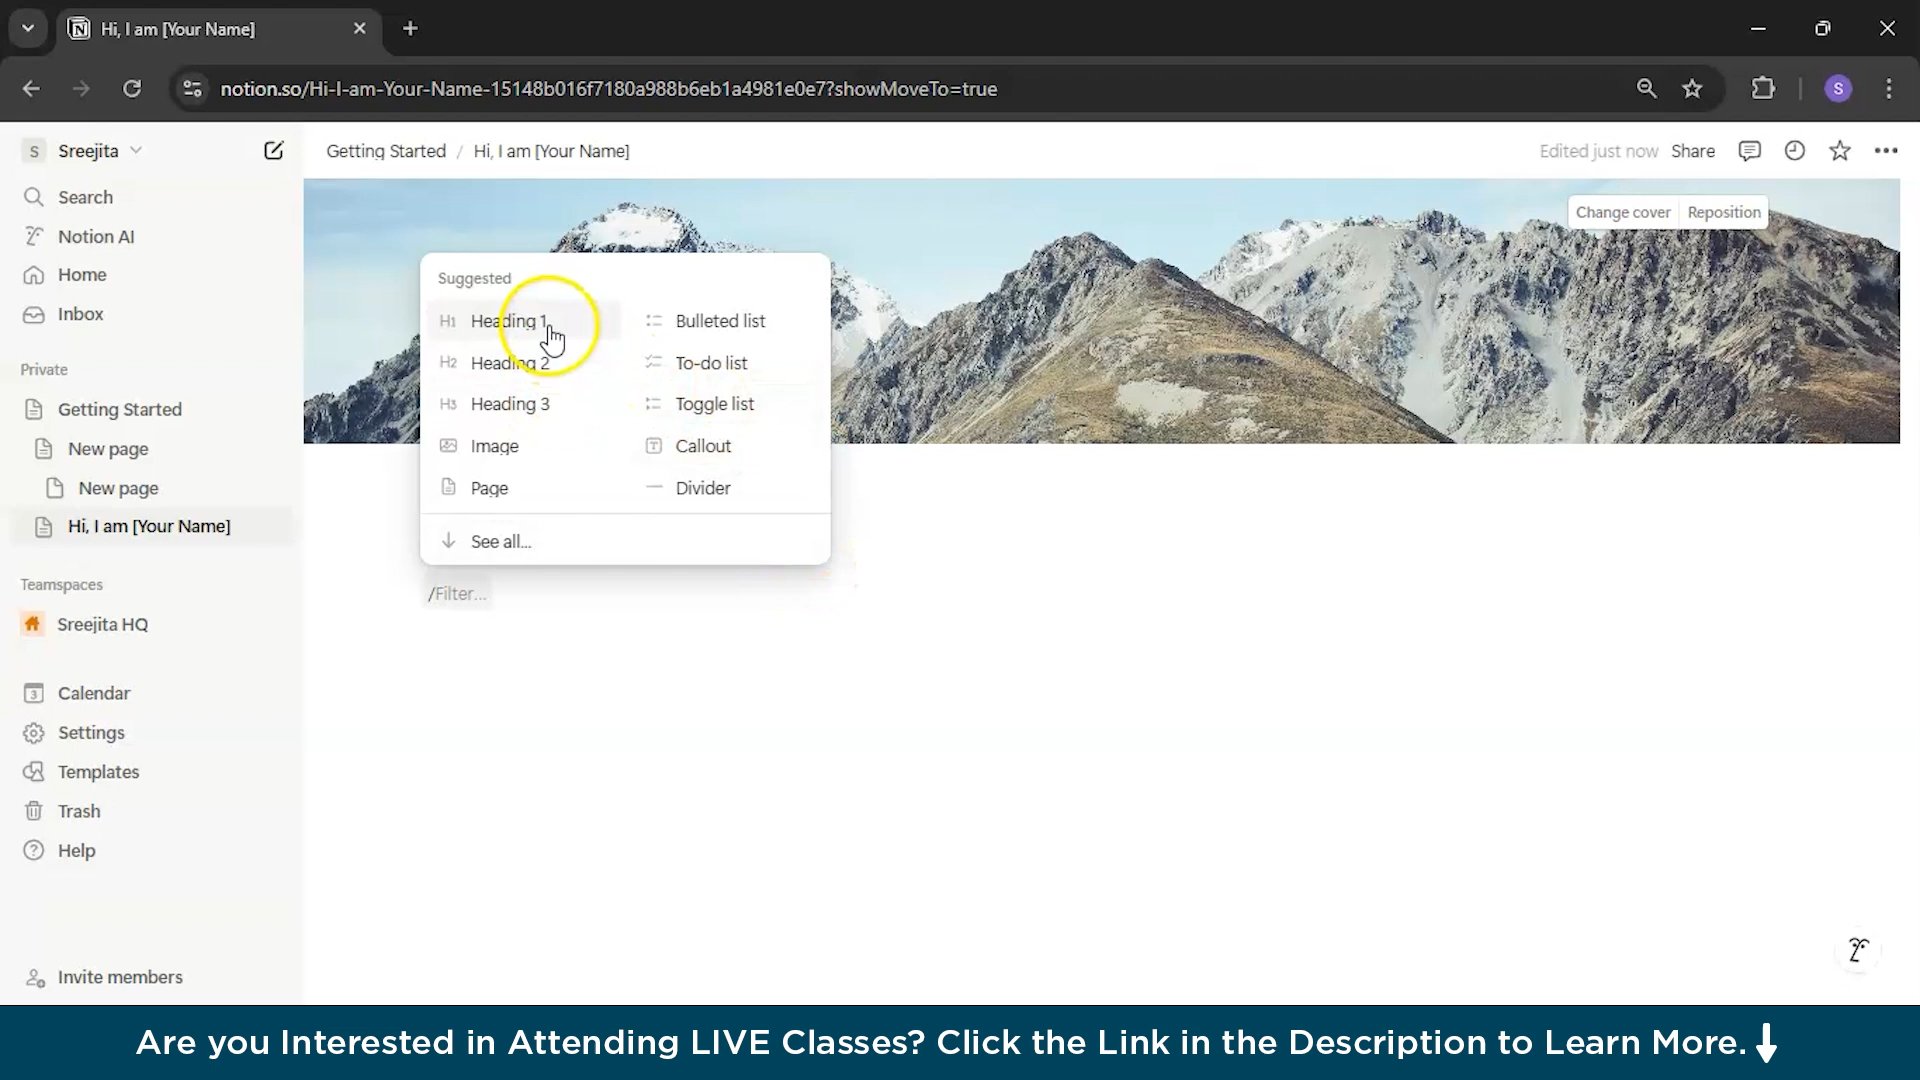 Hi, I am [Your Name]
notion.so/Hi-I-am-Your-Name-15148b016f7180a988b6eb1a4981e0e7?showMoveTo=true
S
S Sreejita
Getting Started / Hi, I am [Your Name]
Edited just now Share
Search
Notion AI
Home
Inbox
Private
Getting Started
New page
New page
Hi, I am [Your Name]
Teamspaces
Sreejita HQ
3 Calendar
Settings
Templates
Trash
Help
Invite members
Change cover Reposition
Suggested
H1 Heading 1
Bulleted list
H2 Heading 2
To-do list
H3 Heading 3
Toggle list
Image
Callout
Page
Divider
See all...
/Filter...
Are you Interested in Attending LIVE Classes? Click the Link in the Description to Learn More.